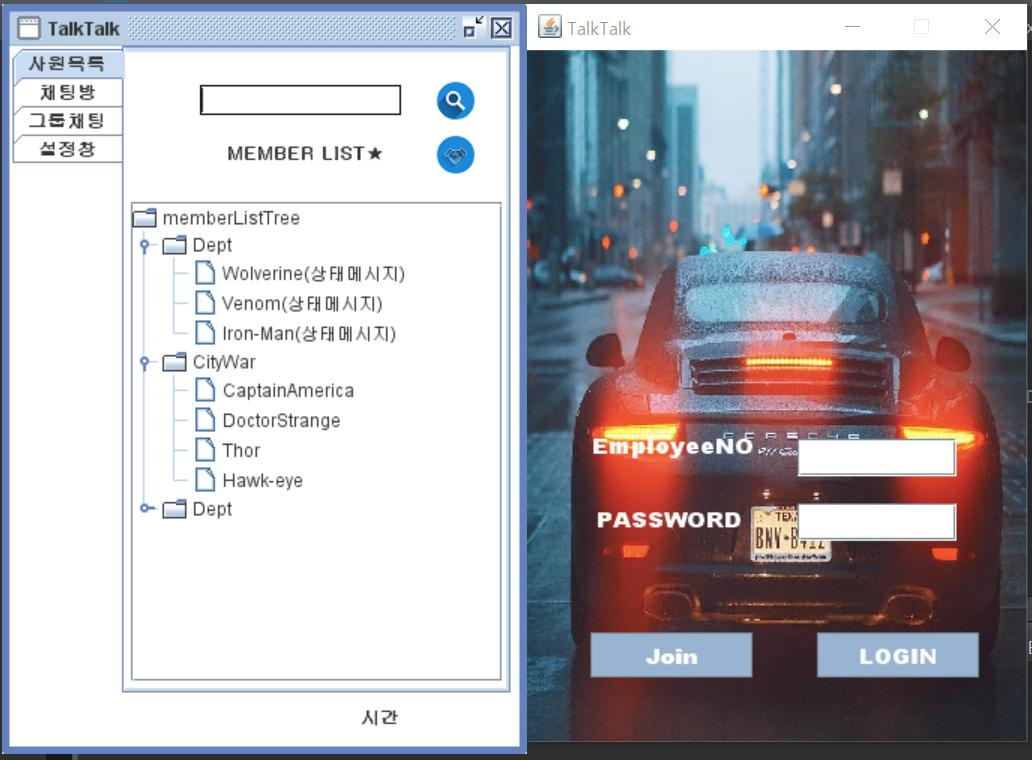 TalkTalk
사원목록
채팅방
그룹채팅
설정창
MEMBER LIST★
memberListTree
Dept
Wolverine(상태메시지)
Venom(상태메시지)
Iron-Man(상태메시지)
CityWar
CaptainAmerica
DoctorStrange
Thor
Hawk-eye
Dept
시간
TalkTalk
PORSCHE
EmployeeNO
PASSWORD
TEX
Join
LOGIN